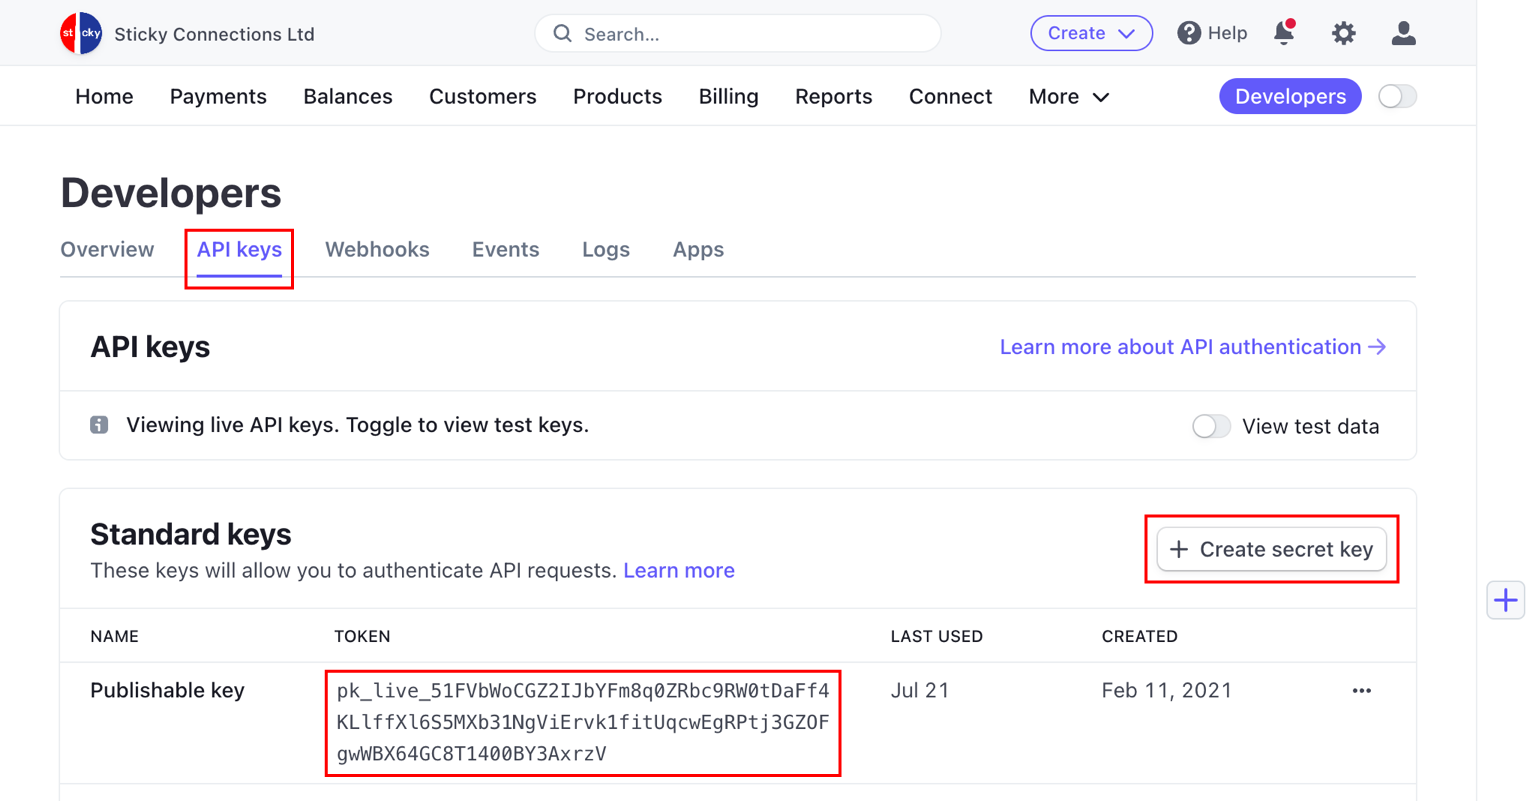 sticky Sticky Connections Ltd Search... Create Help
Home Payments Balances Customers Products Billing Reports Connect More Developers
Developers
Overview API keys Webhooks Events Logs Apps
API keys Learn more about API authentication →
Viewing live API keys. Toggle to view test keys. View test data
Standard keys
+ Create secret key
These keys will allow you to authenticate API requests. Learn more
NAME TOKEN LAST USED CREATED
Publishable key pk_live_51FVbWoCGZ2IJbYFm8q0ZRbc9RW0tDaFf4 Jul 21 Feb 11, 2021
KLlffXl6S5MXb31NgViErvk1fitUqcwEgRPtj3GZOF
gwWBX64GC8T1400BY3AxrzV